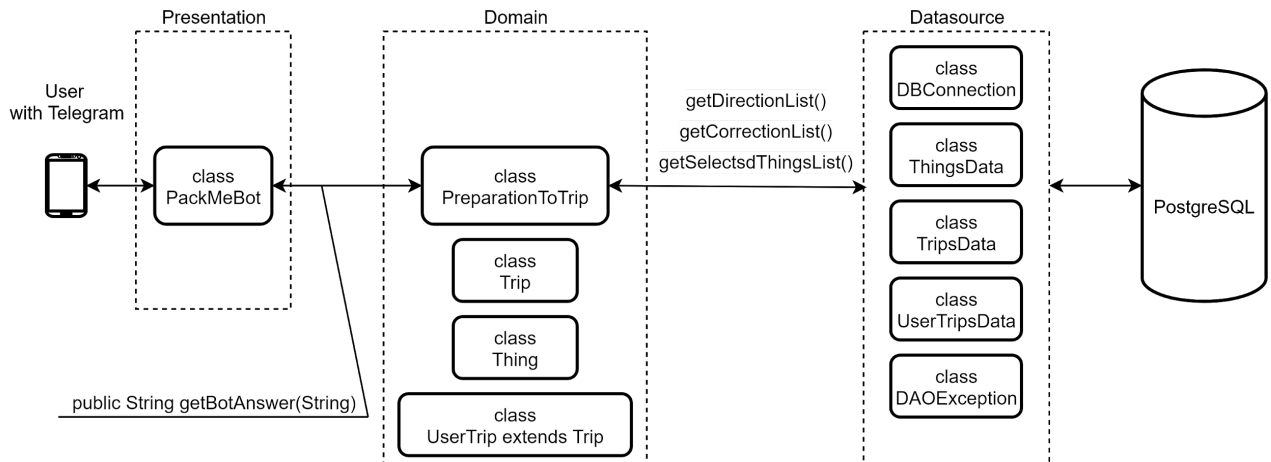 Presentation
Domain
Datasource
User
with Telegram
class
PackMeBot
class
PreparationToTrip
class
Trip
class
Thing
class
UserTrip extends Trip
public String getBotAnswer(String)
getDirectionList()
getCorrectionList()
getSelectsdThingsList()
class
DBConnection
class
ThingsData
class
TripsData
class
UserTripsData
class
DAOException
PostgreSQL